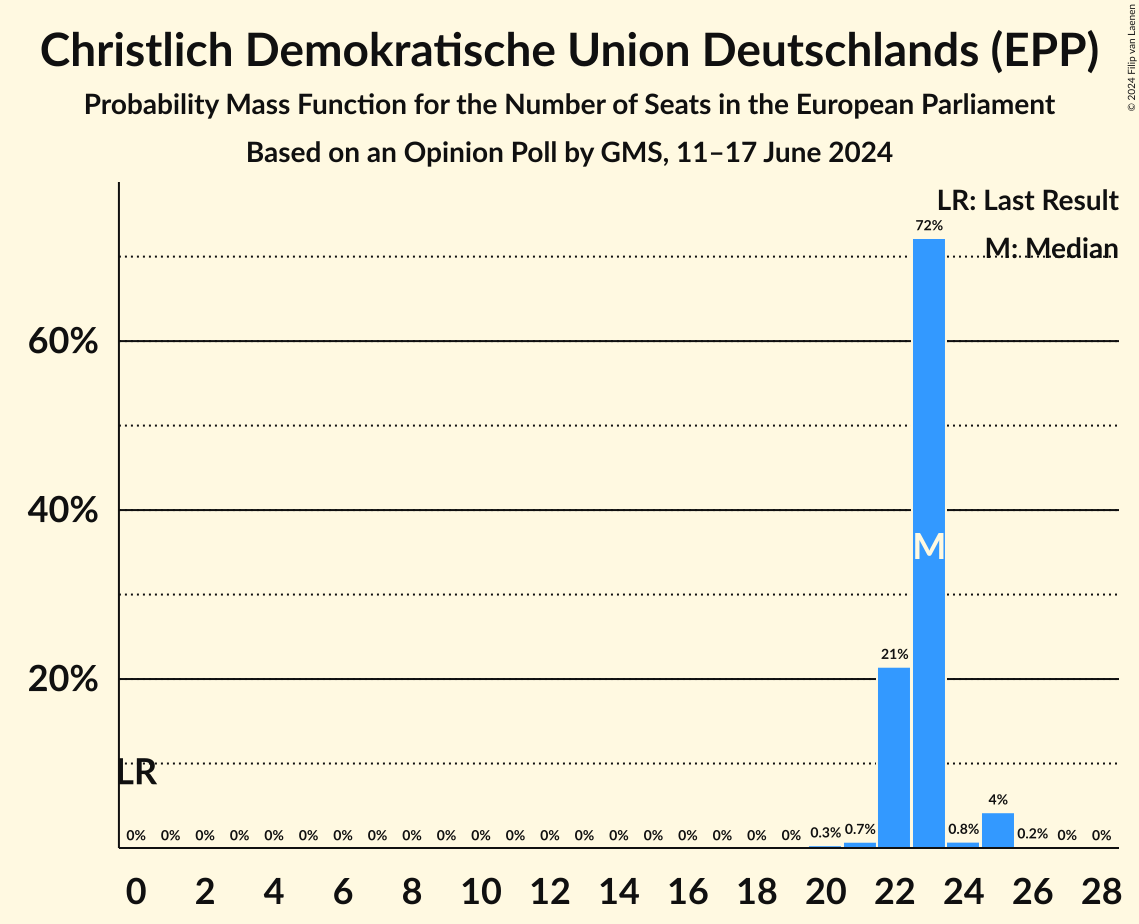 Christlich Demokratische Union Deutschlands (EPP)
Probability Mass Function for the Number of Seats in the European Parliament
Based on an Opinion Poll by GMS, 11–17 June 2024
© 2024 Filip van Laenen
LR: Last Result
M: Median
72%
60%
40%
M
21%
20%
LR
4%
0% 0% 0% 0% 0% 0% 0% 0% 0% 0% 0% 0% 0% 0% 0% 0% 0% 0% 0% 0% 0.3% 0.7% 0.8% 0.2% 0% 0%
0 2 4 6 8 10 12 14 16 18 20 22 24 26 28